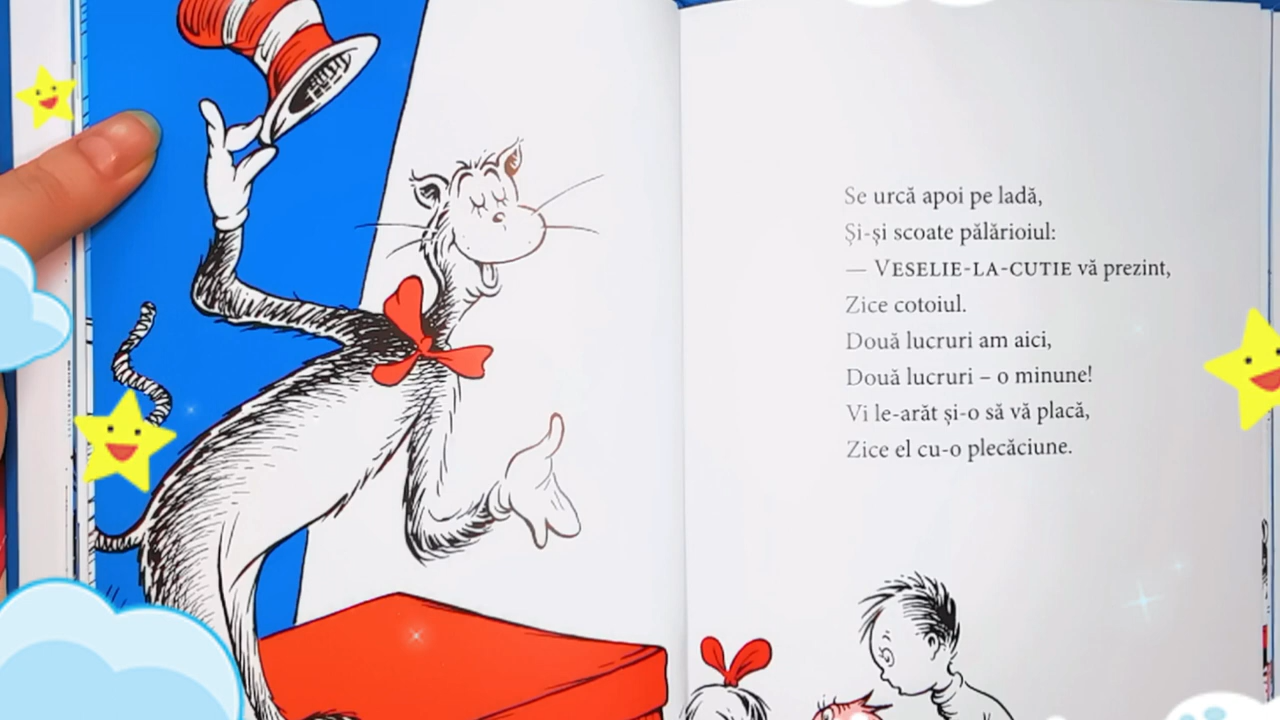 Se urcă apoi pe ladă,
Și-și scoate pălărioiul:
— VESELIE-LA-CUTIE vă prezint,
Zice cotoiul.
Două lucruri am aici,
Două lucruri – o minune!
Vi le-arăt și-o să vă placă,
Zice el cu-o plecăciune.